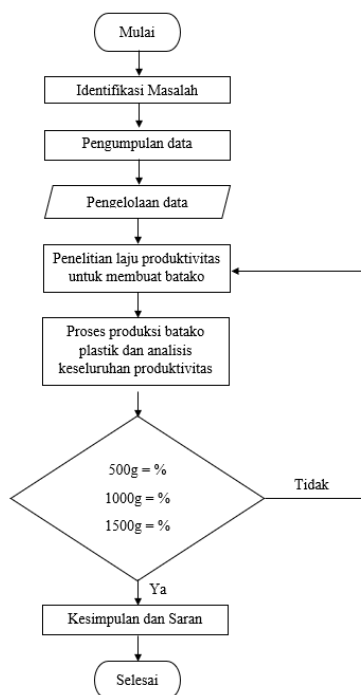 Mulai
Identifikasi Masalah
Pengumpulan data
Pengelolaan data
Penelitian laju produktivitas
untuk membuat batako
Proses produksi batako
plastik dan analisis
keseluruhan produktivitas
500g = %
1000g = %
1500g = %
Tidak
Ya
Kesimpulan dan Saran
Selesai